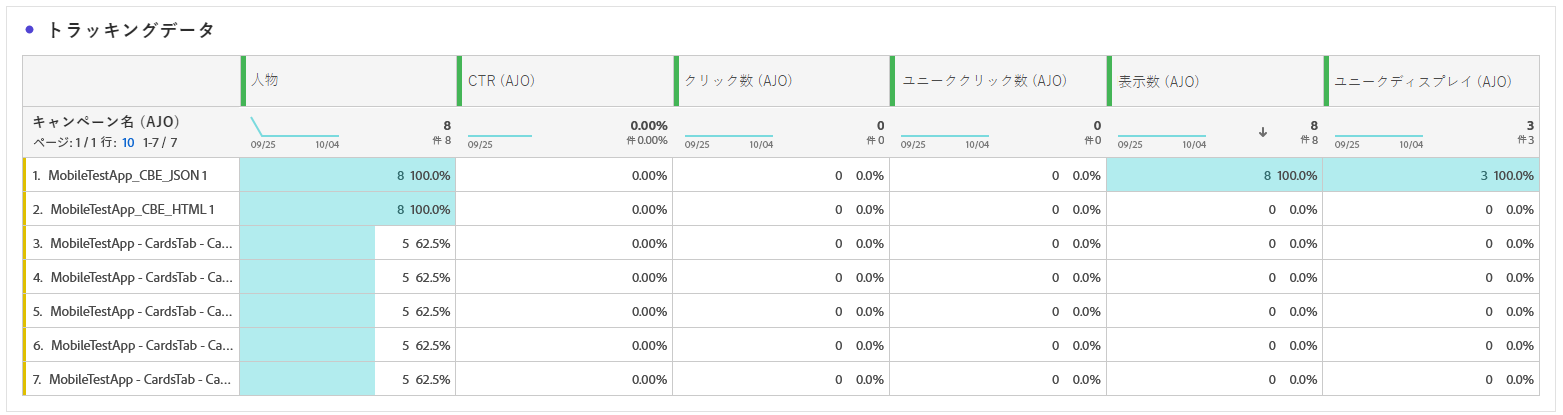 トラッキングデータ
人物 CTR (AJO) クリック数 (AJO) ユニーククリック数 (AJO) 表示数 (AJO) ユニークディスプレイ (AJO)
キャンペーン名 (AJO) 8 0.00% 0 0 8 3
ページ: 1 / 1 行: 10 1-7 / 7 件 8 件 0.00% 件 0 件 0 件 8 件 3
09/25 10/04 09/25 09/25 10/04 09/25 10/04 09/25 10/04 09/25 10/04
1. MobileTestApp_CBE_JSON 1 8 100.0% 0.00% 0 0.0% 0 0.0% 8 100.0% 3 100.0%
2. MobileTestApp_CBE_HTML 1 8 100.0% 0.00% 0 0.0% 0 0.0% 0 0.0% 0 0.0%
3. MobileTestApp - CardsTab - Ca... 5 62.5% 0.00% 0 0.0% 0 0.0% 0 0.0% 0 0.0%
4. MobileTestApp - CardsTab - Ca... 5 62.5% 0.00% 0 0.0% 0 0.0% 0 0.0% 0 0.0%
5. MobileTestApp - CardsTab - Ca... 5 62.5% 0.00% 0 0.0% 0 0.0% 0 0.0% 0 0.0%
6. MobileTestApp - CardsTab - Ca... 5 62.5% 0.00% 0 0.0% 0 0.0% 0 0.0% 0 0.0%
7. MobileTestApp - CardsTab - Ca... 5 62.5% 0.00% 0 0.0% 0 0.0% 0 0.0% 0 0.0%